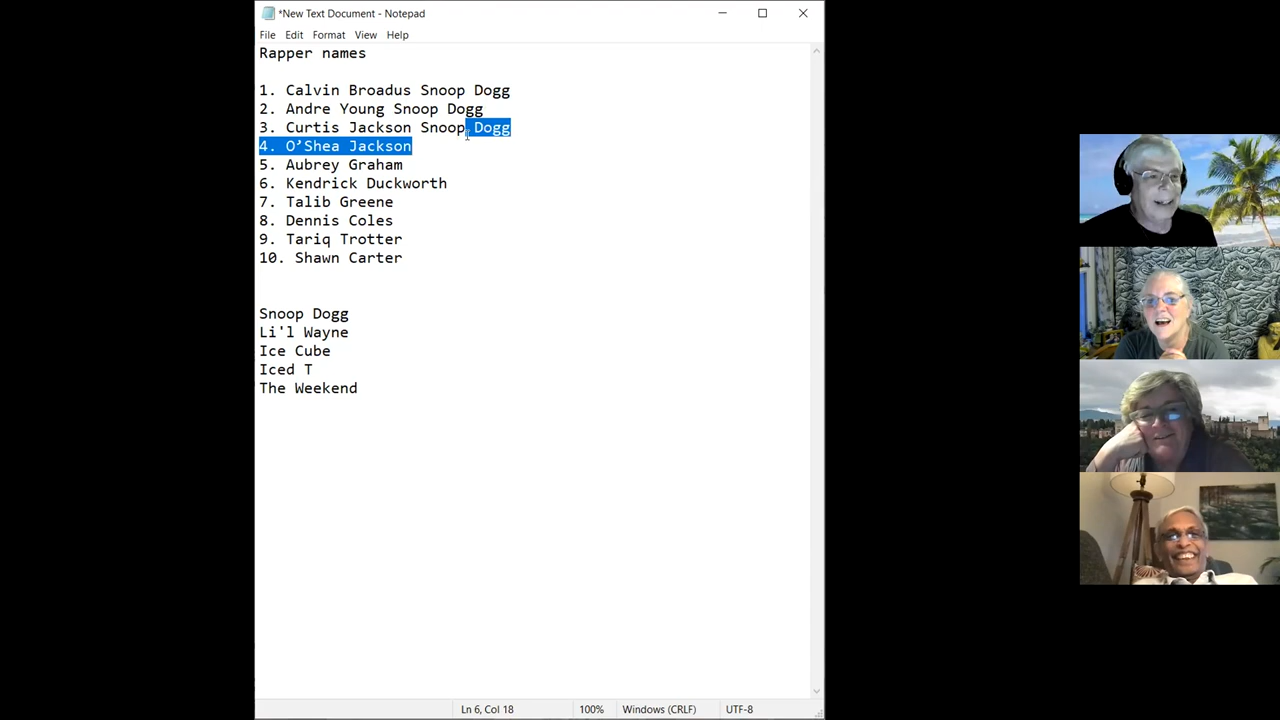 *New Text Document - Notepad
File Edit Format View Help
Rapper names
1. Calvin Broadus Snoop Dogg
2. Andre Young Snoop Dogg
3. Curtis Jackson Snoop Dogg
4. O’Shea Jackson
5. Aubrey Graham
6. Kendrick Duckworth
7. Talib Greene
8. Dennis Coles
9. Tariq Trotter
10. Shawn Carter
Snoop Dogg
Li'l Wayne
Ice Cube
Iced T
The Weekend
Ln 6, Col 18 100% Windows (CRLF) UTF-8